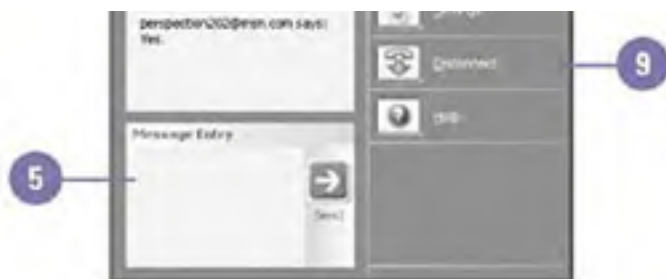 perspection202@msn.com says:
Yes.
Disconnect
9
Help
Message Entry
5
Send